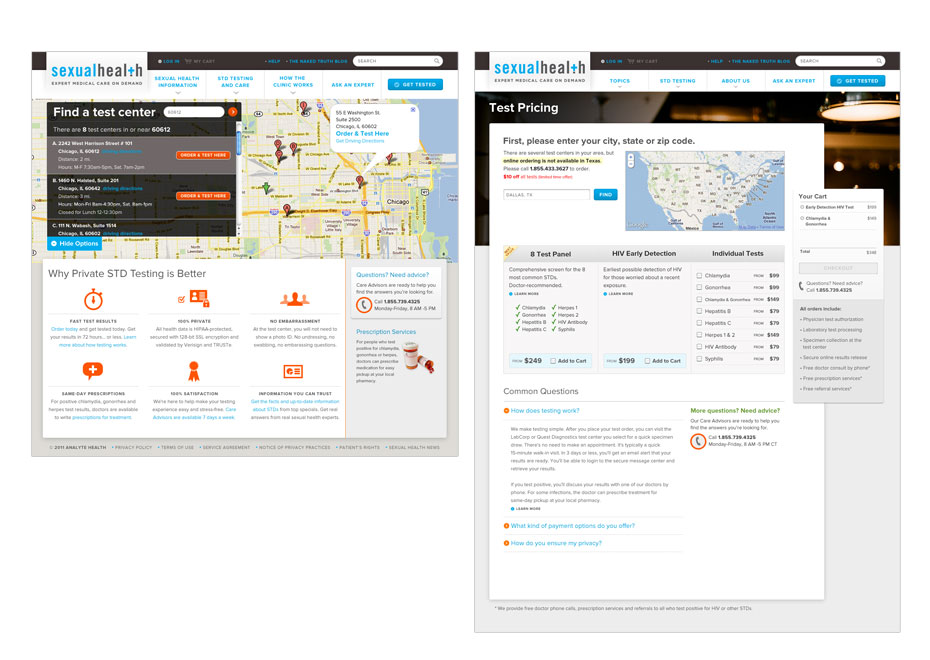 sexualhealth
EXPERT MEDICAL CARE ON DEMAND
LOG IN MY CART
• HELP • THE NAKED TRUTH BLOG SEARCH
SEXUAL HEALTH INFORMATION
STD TESTING AND CARE
HOW THE CLINIC WORKS
ASK AN EXPERT
GET TESTED
Find a test center 60612
There are 8 test centers in or near 60612
A. 2242 West Harrison Street # 101
Chicago, IL 60612 driving directions
Distance: 2 mi.
Hours: M-F 7:30am-6pm, Sat. 7am-2pm
ORDER & TEST HERE
B. 1460 N. Halsted, Suite 201
Chicago, IL 60642 driving directions
Distance: 3 mi.
Hours: Mon-Fri 8am-4:30pm, Sat. 8am-1pm
Closed for Lunch 12-12:30pm
ORDER & TEST HERE
C. 111 N. Wabash, Suite 1514
Chicago, IL 60602 driving directions
Hide Options
55 E Washington St.
Suite 2500
Chicago, IL 60602
Order & Test Here
Get Driving Directions
Chicago
Why Private STD Testing is Better
FAST TEST RESULTS
Order today and get tested today. Get
your results in 72 hours... or less. Learn
more about how testing works.
100% PRIVATE
All health data is HIPAA-protected,
secured with 128-bit SSL encryption and
validated by Verisign and TRUSTe.
NO EMBARRASSMENT
At the test center, you will not need to
show a photo ID. No undressing, no
swabbing, no embarrassing questions.
SAME-DAY PRESCRIPTIONS
For positive chlamydia, gonorrhea and
herpes test results, doctors are available
to write prescriptions for treatment.
100% SATISFACTION
We're here to help make your testing
experience easy and stress-free. Care
Advisors are available 7 days a week.
INFORMATION YOU CAN TRUST
Get the facts and up-to-date information
about STDs from top specialis. Get real
answers from real sexual health experts.
Questions? Need advice?
Care Advisors are ready to help you
find the answers you're looking for.
Call 1.855.739.4325
Monday-Friday, 8 AM -5 PM
Prescription Services
For people who test
positive for chlamydia,
gonorrhea or herpes,
doctors can prescribe
medication for easy
pickup at your local
pharmacy.
© 2011 ANALYTE HEALTH • PRIVACY POLICY • TERMS OF USE • SERVICE AGREEMENT • NOTICE OF PRIVACY PRACTICES • PATIENT'S RIGHTS • SEXUAL HEALTH NEWS
sexualhealth
EXPERT MEDICAL CARE ON DEMAND
LOG IN MY CART
• HELP • THE NAKED TRUTH BLOG SEARCH
TOPICS
STD TESTING
ABOUT US
ASK AN EXPERT
GET TESTED
Test Pricing
First, please enter your city, state or zip code.
There are several test centers in your area, but
online ordering is not available in Texas.
Please call 1.855.433.3627 to order.
$10 off all tests limited time offer.
DALLAS, TX FIND
8 Test Panel
Comprehensive screen for the 8
most common STDs.
Doctor-recommended.
LEARN MORE
Chlamydia
Gonorrhea
Hepatitis B
Hepatitis C
Herpes 1
Herpes 2
HIV Antibody
Syphilis
FROM $249 Add to Cart
HIV Early Detection
Earliest possible detection of HIV
for those worried about a recent
exposure.
LEARN MORE
FROM $199 Add to Cart
Individual Tests
Chlamydia FROM $99
Gonorrhea FROM $99
Chlamydia & Gonorrhea FROM $149
Hepatitis B FROM $79
Hepatitis C FROM $79
Herpes 1 & 2 FROM $149
HIV Antibody FROM $79
Syphilis FROM $79
Your Cart
Early Detection HIV Test
Chlamydia &
Gonorrhea
Total
CHECKOUT
Questions? Need advice?
Call 1.855.739.4325
All orders include:
• Physician test authorization
• Laboratory test processing
• Specimen collection at the
test center
• Secure online results release
• Free doctor consult by phone*
• Free prescription services*
• Free referral services*
Common Questions
How does testing work?
We make testing simple. After you place your test order, you can visit the
LabCorp or Quest Diagnostics test center you selected for a quick specimen
draw. There's no need to make an appointment. It's typically a quick
15-minute walk-in visit. In 3 days or less, you'll get an email alert that your
results are ready. You'll be able to login to the secure message center and
retrieve your results.
If you test positive, you'll discuss your results with one of our doctors by
phone. For some infections, the doctor can prescribe treatment for
same-day pickup at your local pharmacy.
LEARN MORE
What kind of payment options do you offer?
How do you ensure my privacy?
More questions? Need advice?
Our Care Advisors are ready to help you
find the answers you're looking for.
Call 1.855.739.4325
Monday-Friday, 8 AM -5 PM CT
* We provide free doctor phone calls, prescription services and referrals to all who test positive for HIV or other STDs.